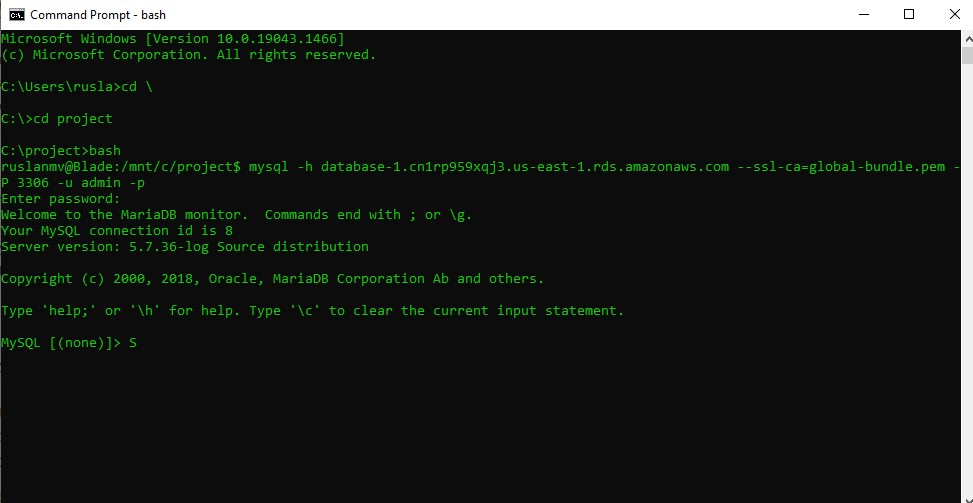 Command Prompt - bash
Microsoft Windows [Version 10.0.19043.1466]
(c) Microsoft Corporation. All rights reserved.
C:\Users\rusla>cd \
C:\>cd project
C:\project>bash
ruslanmv@Blade:/mnt/c/project$ mysql -h database-1.cn1rp959xqj3.us-east-1.rds.amazonaws.com --ssl-ca=global-bundle.pem -
P 3306 -u admin -p
Enter password:
Welcome to the MariaDB monitor.  Commands end with ; or \g.
Your MySQL connection id is 8
Server version: 5.7.36-log Source distribution
Copyright (c) 2000, 2018, Oracle, MariaDB Corporation Ab and others.
Type 'help;' or '\h' for help. Type '\c' to clear the current input statement.
MySQL [(none)]> S